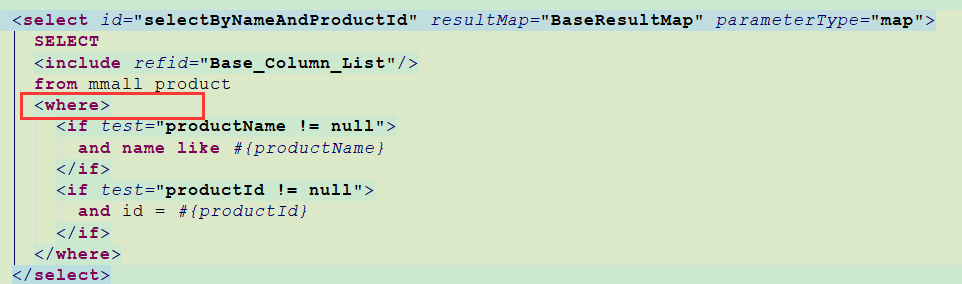 <select id="selectByNameAndProductId" resultMap="BaseResultMap" parameterType="map">
SELECT
<include refid="Base_Column_List"/>
from mmall_product
<where>
<if test="productName != null">
and name like #{productName}
</if>
<if test="productId != null">
and id = #{productId}
</if>
</where>
</select>